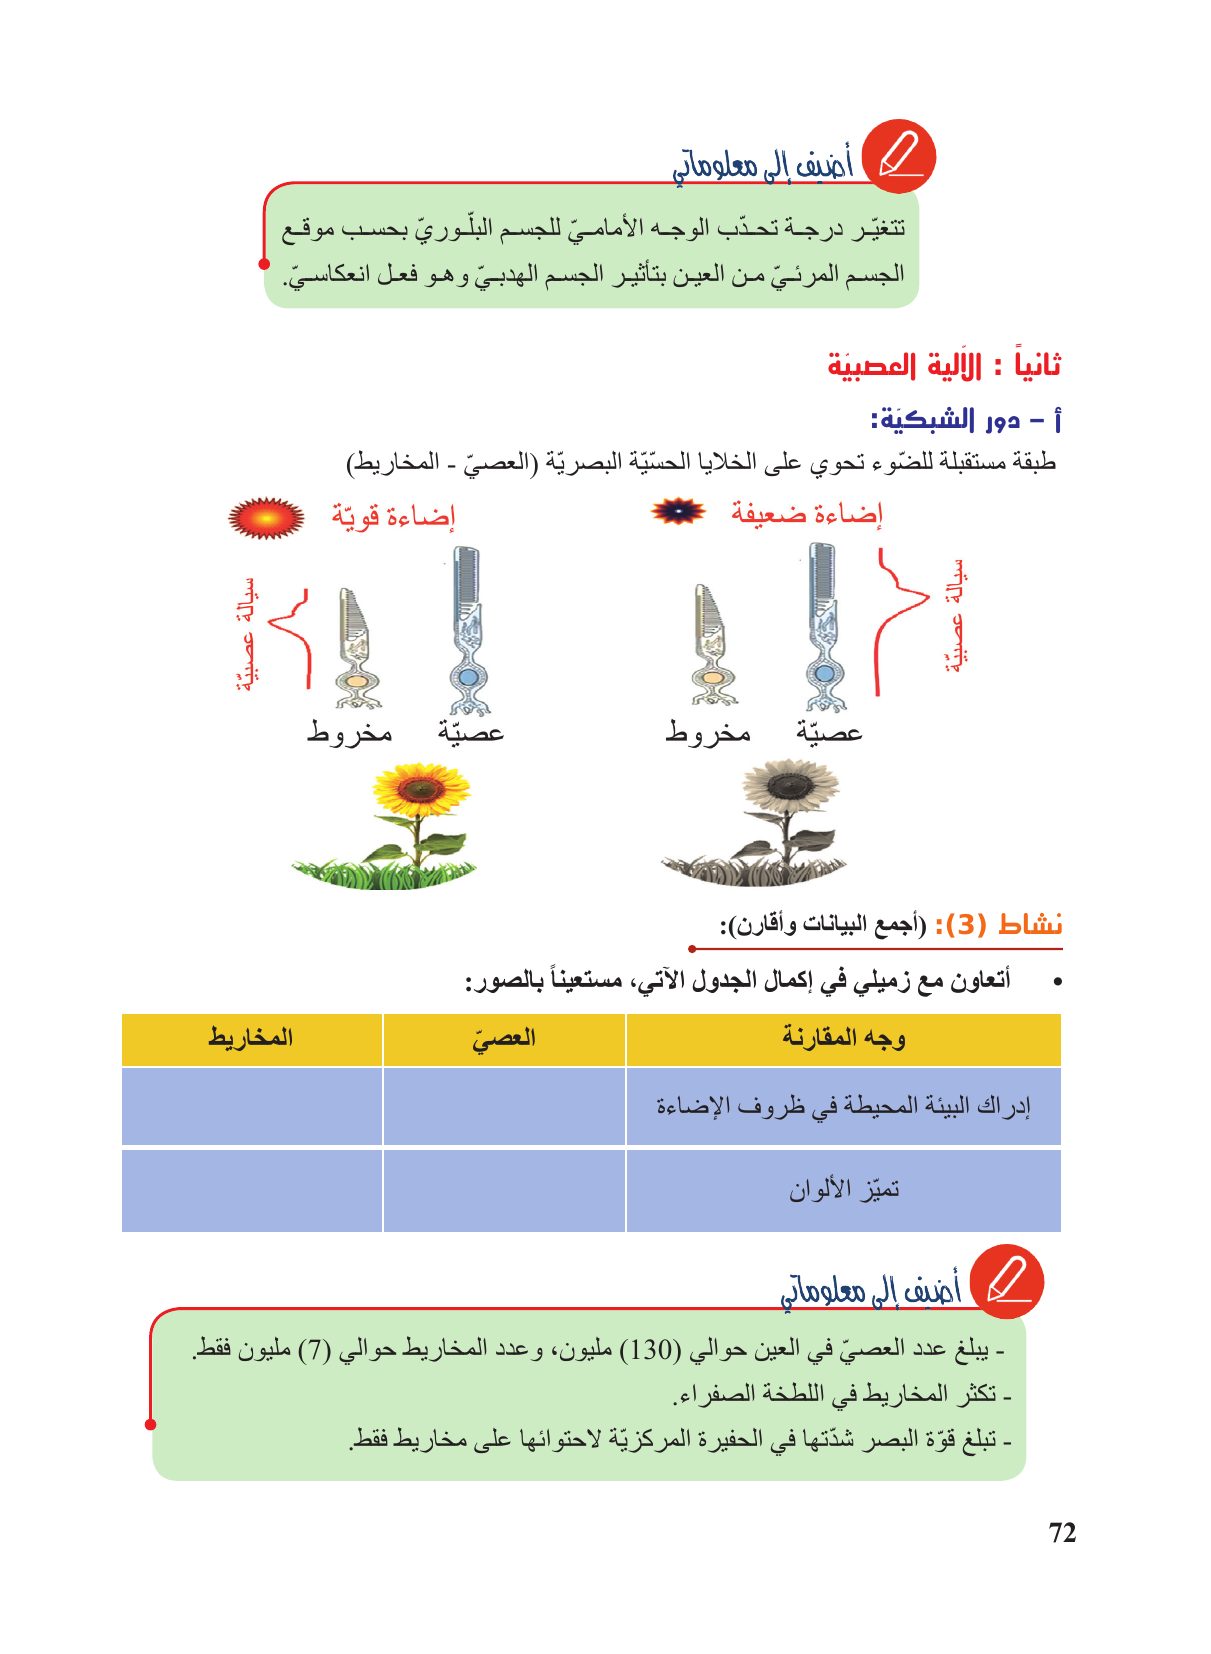 أضيف إلى معلوماتي
تتغيّر درجة تحدّب الوجه الأماميّ للجسم البلّوريّ بحسب موقع
الجسم المرئيّ من العين بتأثير الجسم الهدبيّ وهو فعل انعكاسيّ.
ثانياً : الآلية العصبيّة
أ – دور الشبكيّة:
طبقة مستقبلة للضّوء تحوي على الخلايا الحسّيّة البصريّة (العصيّ - المخاريط)
إضاءة ضعيفة
إضاءة قويّة
سيالة عصبيّة
سيالة عصبيّة
عصيّة
مخروط
عصيّة
مخروط
نشاط (3): (أجمع البيانات وأقارن):
• أتعاون مع زميلي في إكمال الجدول الآتي، مستعيناً بالصور:
وجه المقارنة العصيّ المخاريط
إدراك البيئة المحيطة في ظروف الإضاءة
تميّز الألوان
أضيف إلى معلوماتي
- يبلغ عدد العصيّ في العين حوالي (130) مليون، وعدد المخاريط حوالي (7) مليون فقط.
- تكثر المخاريط في اللطخة الصفراء.
- تبلغ قوّة البصر شدّتها في الحفيرة المركزيّة لاحتوائها على مخاريط فقط.
72